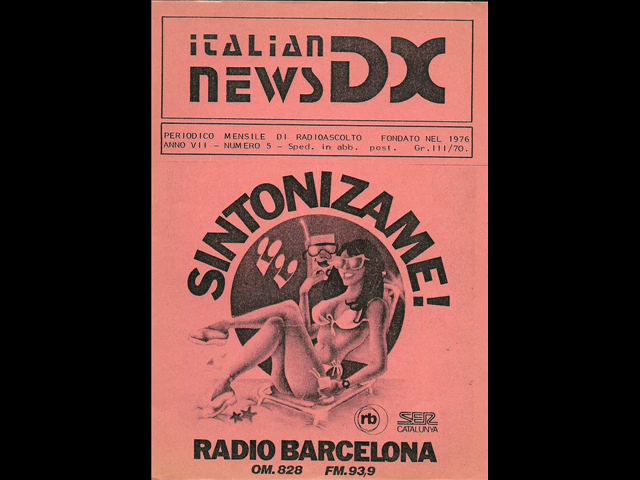 ITALIAN
NEWS DX
PERIODICO MENSILE DI RADIOASCOLTO FONDATO NEL 1976
ANNO VII - NUMERO 5 - Sped. in abb. post. Gr.III/70.
SINTONIZAME!
rb
SER
CATALUNYA
RADIO BARCELONA
OM.828 FM.93,9